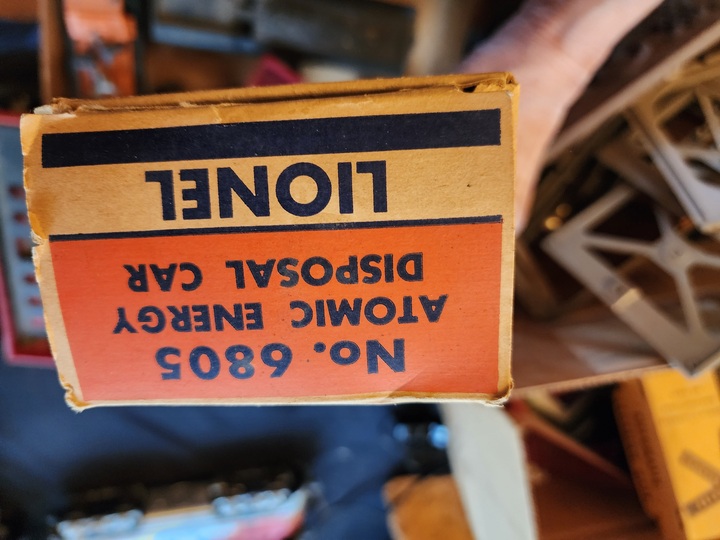 No. 6805
ATOMIC ENERGY
DISPOSAL CAR
LIONEL